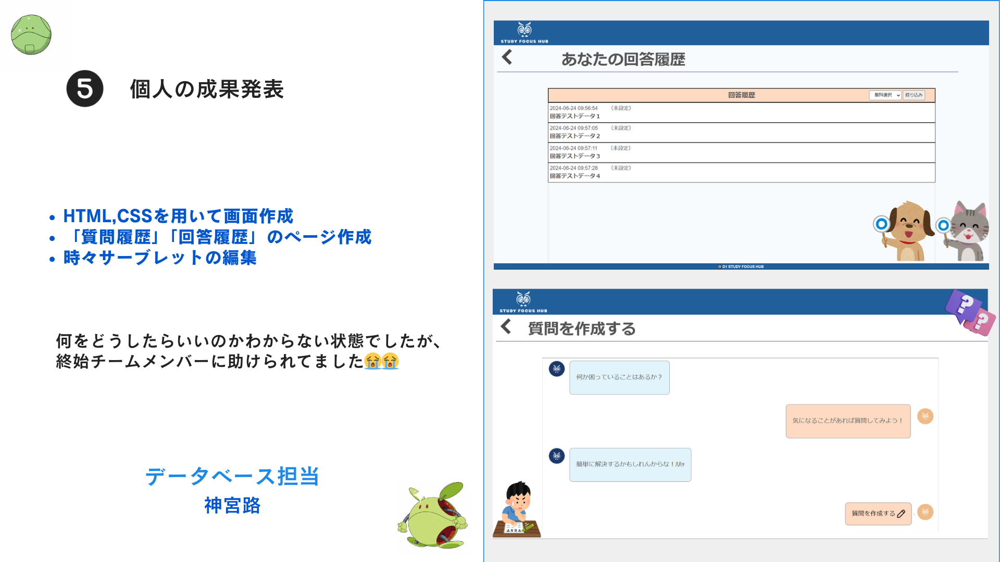 5 個人の成果発表
• HTML,CSSを用いて画面作成
• 「質問履歴」「回答履歴」のページ作成
• 時々サーブレットの編集
何をどうしたらいいのかわからない状態でしたが、
終始チームメンバーに助けられてました😭😭
データベース担当
神宮路
STUDY FOCUS HUB
あなたの回答履歴
回答履歴 教科選択 絞り込み
2024-06-24 09:56:54 （未設定）
回答テストデータ１
2024-06-24 09:57:05 （未設定）
回答テストデータ２
2024-06-24 09:57:11 （未設定）
回答テストデータ３
2024-06-24 09:57:28 （未設定）
回答テストデータ４
© D1 STUDY FOCUS HUB
STUDY FOCUS HUB
??
質問を作成する
何か困っていることはあるか？
気になることがあれば質問してみよう！
簡単に解決するかもしれんからな！ﾊﾊｯ
質問を作成する
TEST